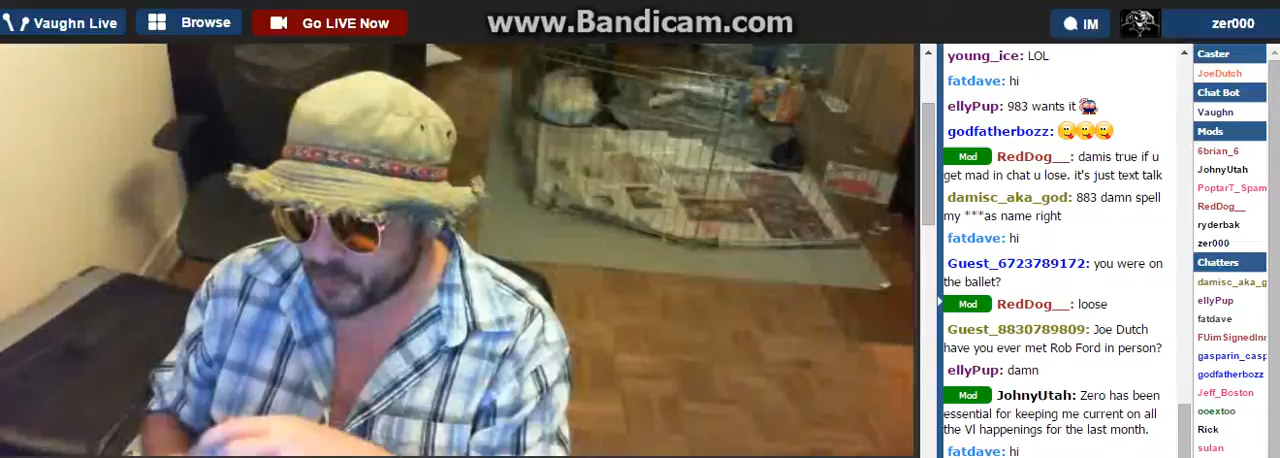 Vaughn Live
Browse
Go LIVE Now
www.Bandicam.com
IM
zer000
young_ice: LOL
fatdave: hi
ellyPup: 983 wants it
godfatherbozz:
Mod RedDog__: damis true if u
get mad in chat u lose. it's just text talk
damisc_aka_god: 883 damn spell
my ***as name right
fatdave: hi
Guest_6723789172: you were on
the ballet?
Mod RedDog__: loose
Guest_8830789809: Joe Dutch
have you ever met Rob Ford in person?
ellyPup: damn
Mod JohnyUtah: Zero has been
essential for keeping me current on all
the Vl happenings for the last month.
fatdave: hi
Caster
JoeDutch
Chat Bot
Vaughn
Mods
6brian_6
JohnyUtah
PoptarT_Spam
RedDog__
ryderbak
zer000
Chatters
damisc_aka_g
ellyPup
fatdave
FUimSignedInn
gasparin_casp
godfatherbozz
Jeff_Boston
ooextoo
Rick
sulan